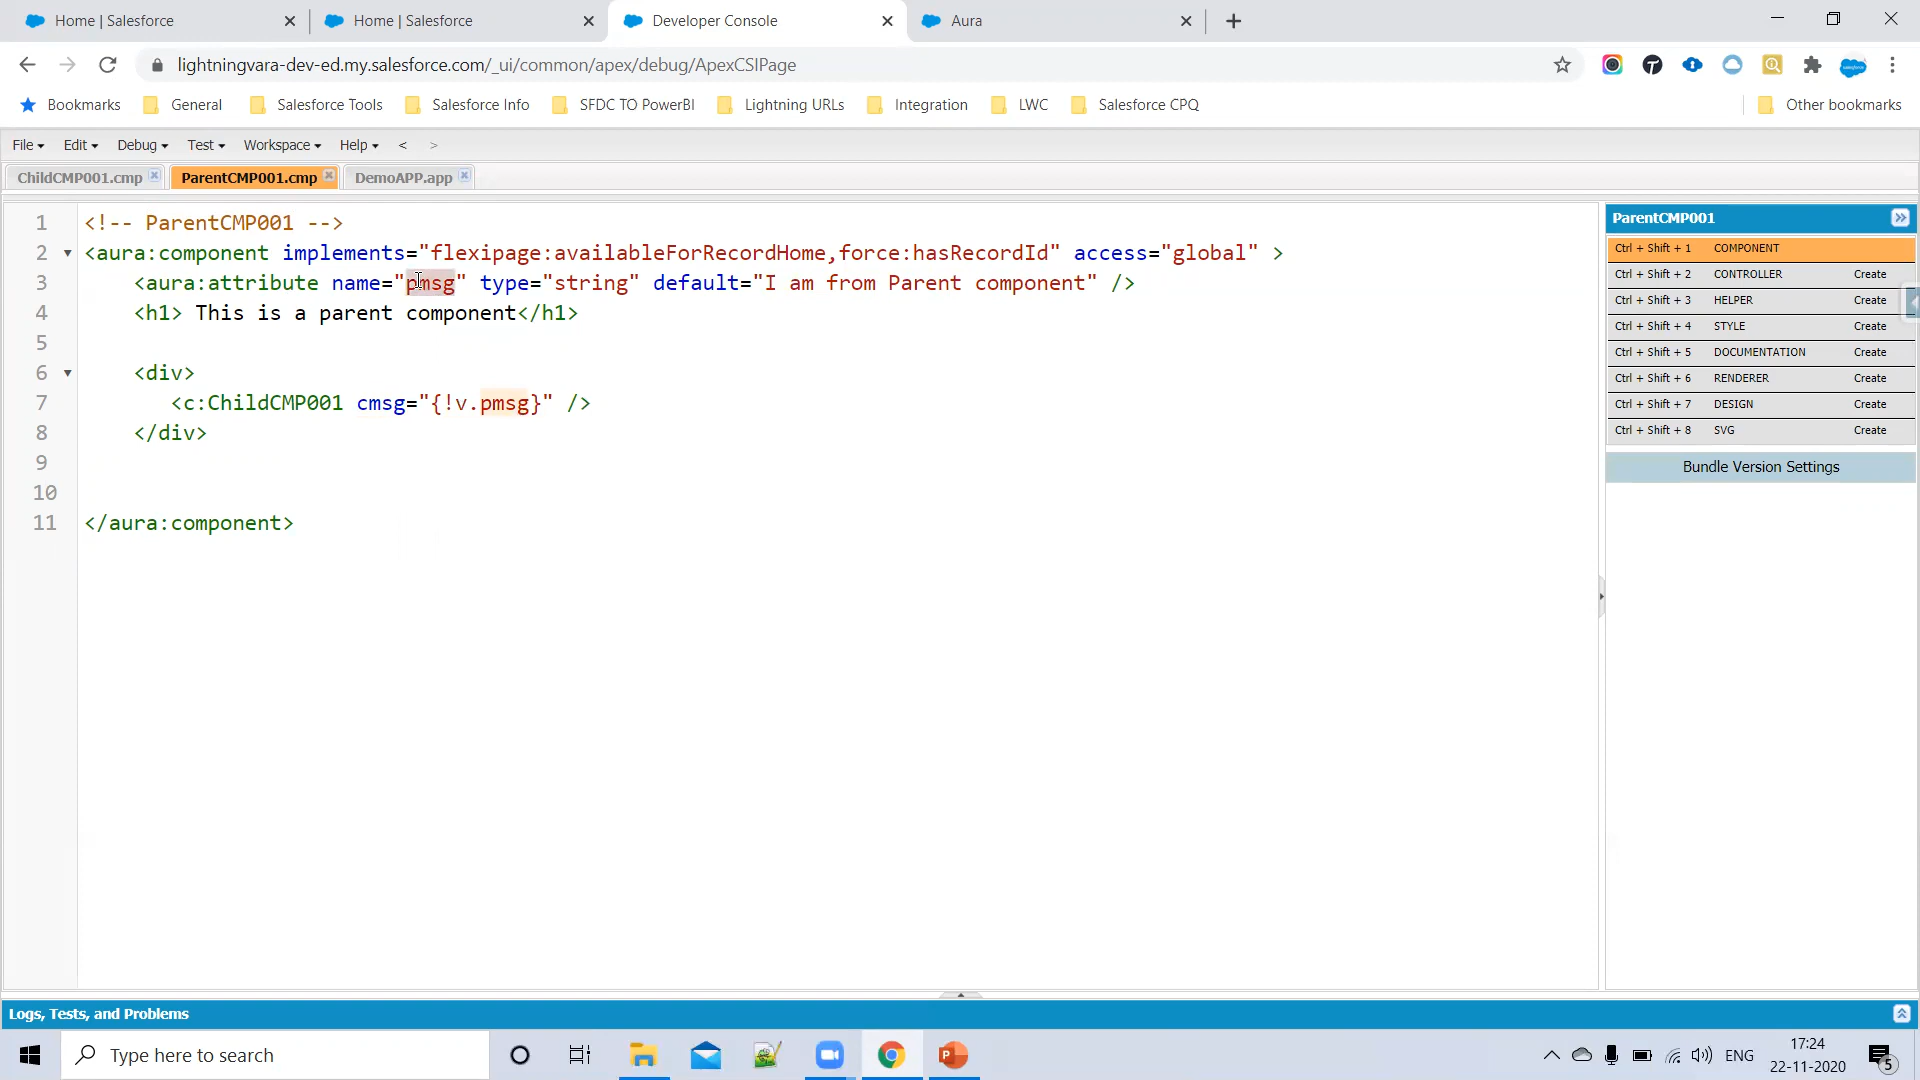 Home | Salesforce
Home | Salesforce
Developer Console
Aura
lightningvara-dev-ed.my.salesforce.com/_ui/common/apex/debug/ApexCSIPage
Bookmarks General Salesforce Tools Salesforce Info SFDC TO PowerBI Lightning URLs Integration LWC Salesforce CPQ Other bookmarks
File Edit Debug Test Workspace Help < >
ChildCMP001.cmp ParentCMP001.cmp DemoAPP.app
1 <!-- ParentCMP001 -->
2 <aura:component implements="flexipage:availableForRecordHome,force:hasRecordId" access="global" >
3 <aura:attribute name="pmsg" type="string" default="I am from Parent component" />
4 <h1> This is a parent component</h1>
5
6 <div>
7 <c:ChildCMP001 cmsg="{!v.pmsg}" />
8 </div>
9
10
11 </aura:component>
ParentCMP001
Ctrl + Shift + 1 COMPONENT
Ctrl + Shift + 2 CONTROLLER Create
Ctrl + Shift + 3 HELPER Create
Ctrl + Shift + 4 STYLE Create
Ctrl + Shift + 5 DOCUMENTATION Create
Ctrl + Shift + 6 RENDERER Create
Ctrl + Shift + 7 DESIGN Create
Ctrl + Shift + 8 SVG Create
Bundle Version Settings
Logs, Tests, and Problems
Type here to search
ENG
17:24
22-11-2020
5